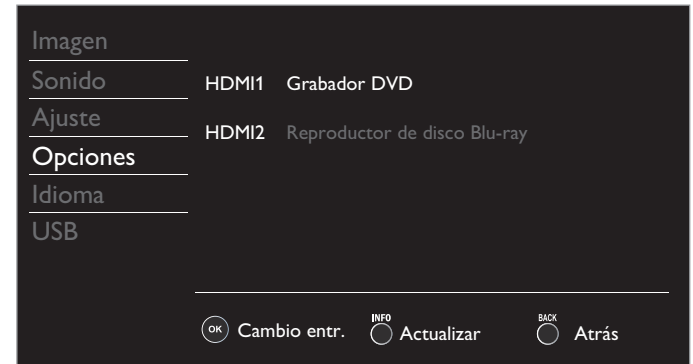 Imagen
Sonido
Ajuste
Opciones
Idioma
USB
HDMI1 Grabador DVD
HDMI2 Reproductor de disco Blu-ray
OK Cambio entr. INFO Actualizar BACK Atrás